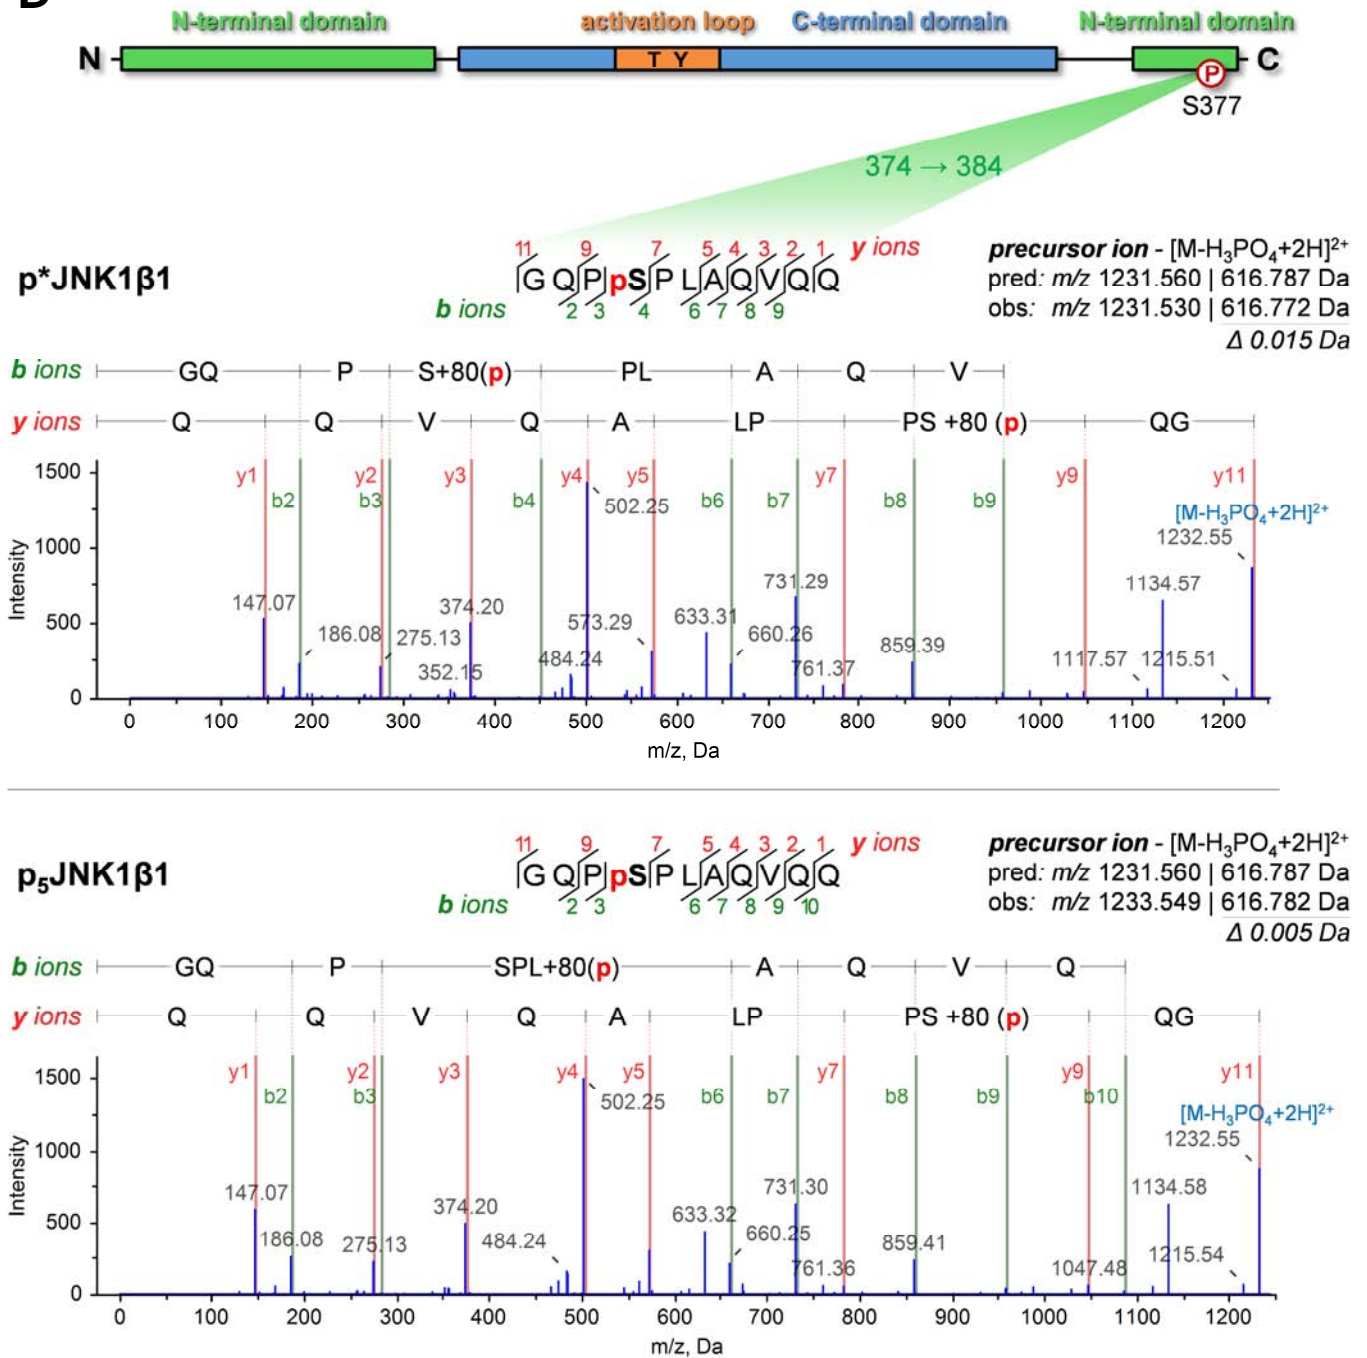 D
N-terminal domain activation loop C-terminal domain N-terminal domain
N T Y P C
S377
374 → 384
11 9 7 5 4 3 2 1 y ions
p*JNK1β1
G Q P pS P L A Q V Q Q
b ions 2 3 4 6 7 8 9
precursor ion - [M-H₃PO₄+2H]²⁺
pred: m/z 1231.560 | 616.787 Da
obs: m/z 1231.530 | 616.772 Da
Δ 0.015 Da
b ions GQ P S+80(p) PL A Q V
y ions Q Q V Q A LP PS +80 (p) QG
y1 y2 y3 y4 y5 y7 y9 y11
b2 b3 b4 b6 b7 b8 b9
[M-H₃PO₄+2H]²⁺
147.07 186.08 275.13 352.15 374.20 484.24 502.25 573.29 633.31 660.26 731.29 761.37 859.39 1117.57 1134.57 1215.51 1232.55
Intensity
1500
1000
500
0
0 100 200 300 400 500 600 700 800 900 1000 1100 1200
m/z, Da
11 9 7 5 4 3 2 1 y ions
p₅JNK1β1
G Q P pS P L A Q V Q Q
b ions 2 3 6 7 8 9 10
precursor ion - [M-H₃PO₄+2H]²⁺
pred: m/z 1231.560 | 616.787 Da
obs: m/z 1233.549 | 616.782 Da
Δ 0.005 Da
b ions GQ P SPL+80(p) A Q V Q
y ions Q Q V Q A LP PS +80 (p) QG
y1 y2 y3 y4 y5 y7 y9 y11
b2 b3 b6 b7 b8 b9 b10
[M-H₃PO₄+2H]²⁺
147.07 186.08 275.13 374.20 484.24 502.25 633.32 660.25 731.30 761.36 859.41 1047.48 1134.58 1215.54 1232.55
Intensity
1500
1000
500
0
0 100 200 300 400 500 600 700 800 900 1000 1100 1200
m/z, Da